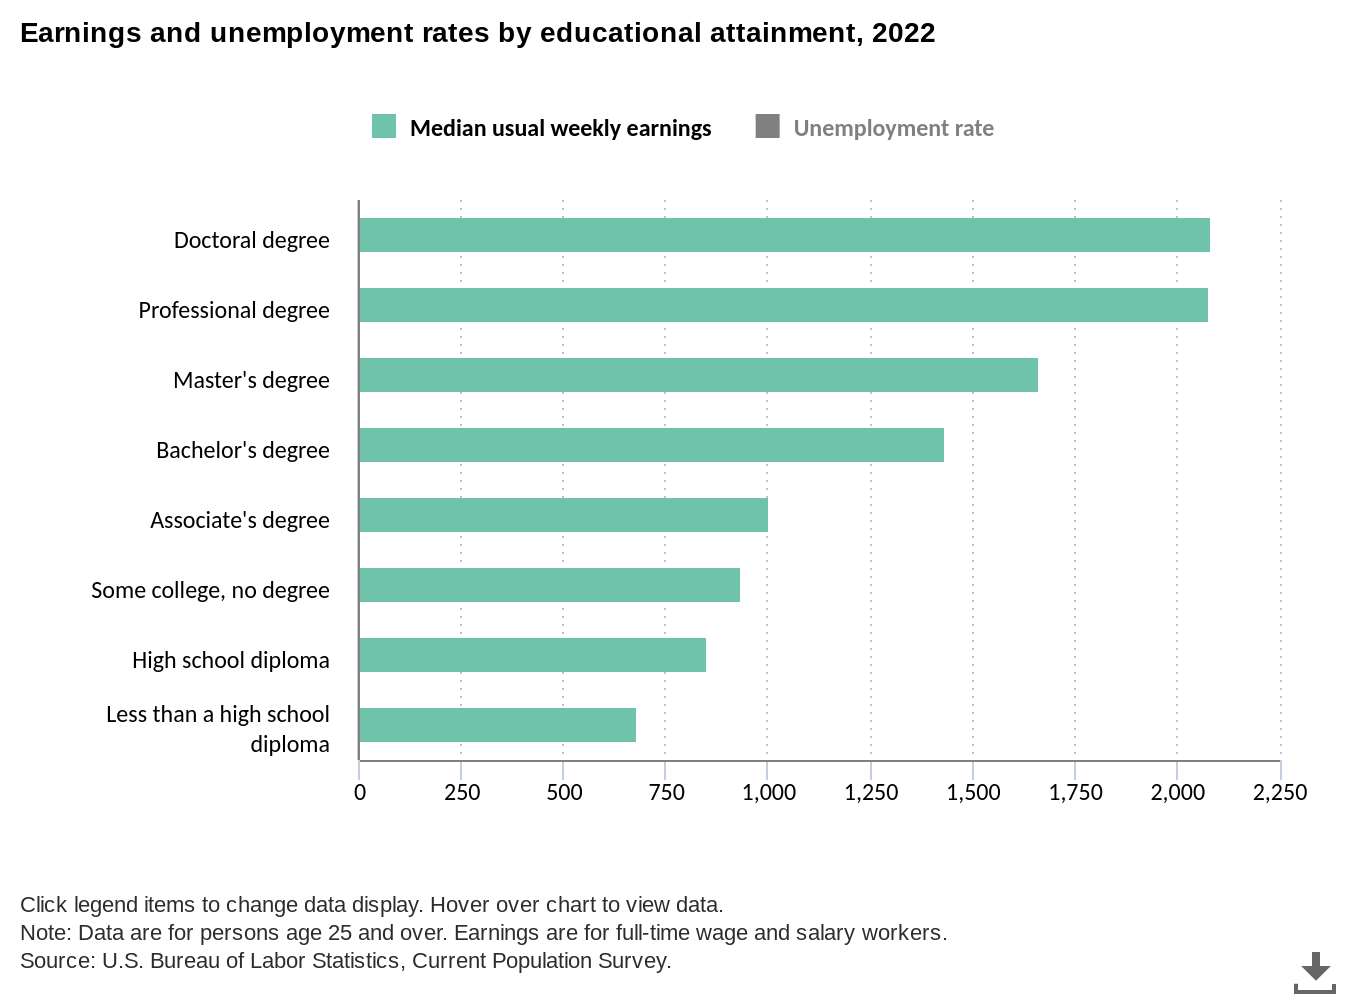 Earnings and unemployment rates by educational attainment, 2022
Median usual weekly earnings
Unemployment rate
Doctoral degree
Professional degree
Master's degree
Bachelor's degree
Associate's degree
Some college, no degree
High school diploma
Less than a high school
diploma
0 250 500 750 1,000 1,250 1,500 1,750 2,000 2,250
Click legend items to change data display. Hover over chart to view data.
Note: Data are for persons age 25 and over. Earnings are for full-time wage and salary workers.
Source: U.S. Bureau of Labor Statistics, Current Population Survey.